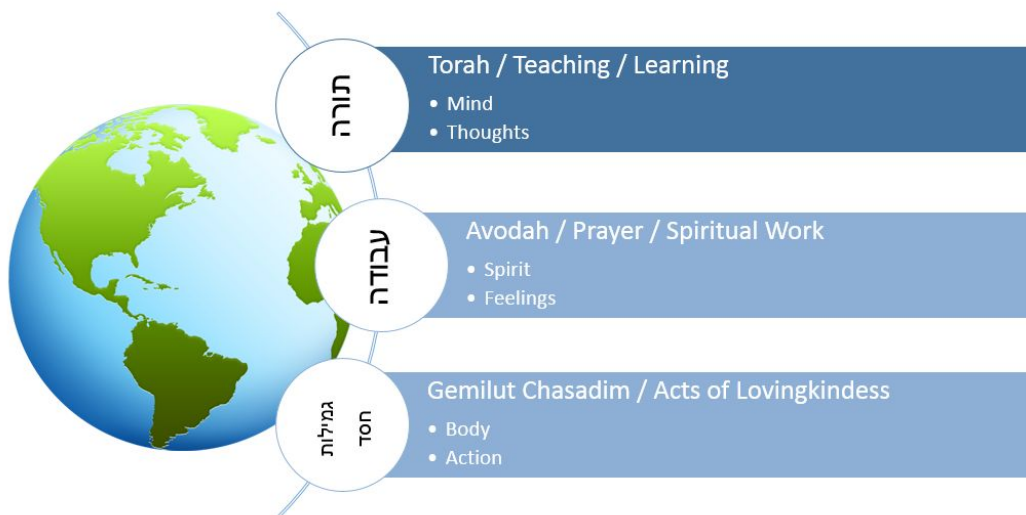 תורה
Torah / Teaching / Learning
• Mind
• Thoughts
עבודה
Avodah / Prayer / Spiritual Work
• Spirit
• Feelings
גמילות
חסד
Gemilut Chasadim / Acts of Lovingkindess
• Body
• Action